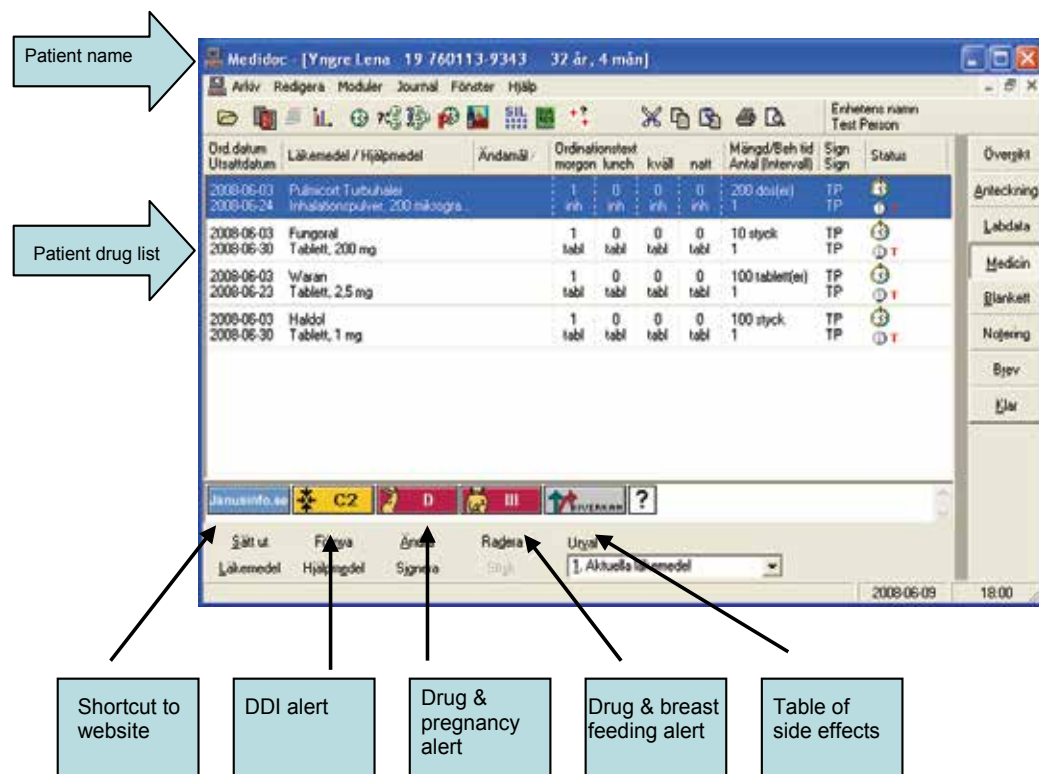 Patient name
Medidoc - [Yngre Lena 19 760113-9343 32 år, 4 mån]
Arkiv Redigera Moduler Journal Fönster Hjälp
SIL
Enhetens namn
Test Person
Ord.datum Läkemedel / Hjälpmedel Ändamål Ordinationstext Mängd/Beh tid Sign Status
Utsattdatum morgon lunch kväll natt Antal (Intervall) Sign
2008-06-03 Pulmicort Turbuhaler 1 0 0 0 200 dos(er) TP
2008-06-24 Inhalationspulver, 200 mikrogra... inh inh inh inh 1 TP
Patient drug list
2008-06-03 Fungoral 1 0 0 0 10 styck TP
2008-06-30 Tablett, 200 mg tabl tabl tabl tabl 1 TP T
2008-06-03 Waran 1 0 0 0 100 tablett(er) TP
2008-06-23 Tablett, 2,5 mg tabl tabl tabl tabl 1 TP T
2008-06-03 Haldol 1 0 0 0 100 styck TP
2008-06-30 Tablett, 1 mg tabl tabl tabl tabl 1 TP T
Översikt
Anteckning
Labdata
Medicin
Blankett
Notering
Brev
Klar
Janusinfo.se C2 D III ?
Sätt ut Förnya Ändra Radera Urval
Läkemedel Hjälpmedel Signera 1. Aktuella läkemedel
2008-06-09 18:00
Shortcut to
website
DDI alert
Drug &
pregnancy
alert
Drug & breast
feeding alert
Table of
side effects